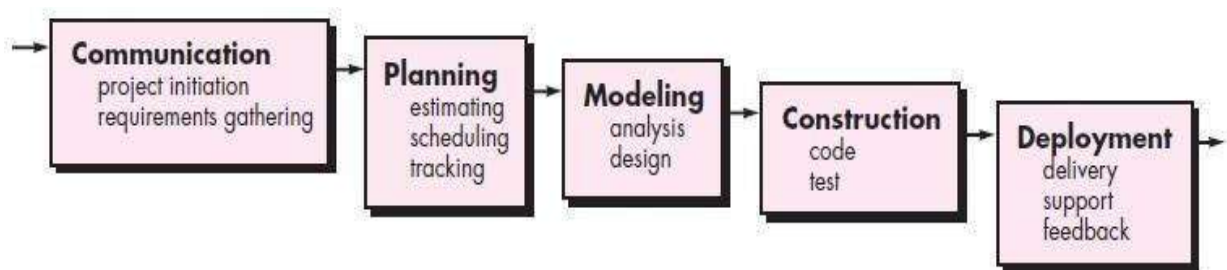 Communication
project initiation
requirements gathering
Planning
estimating
scheduling
tracking
Modeling
analysis
design
Construction
code
test
Deployment
delivery
support
feedback